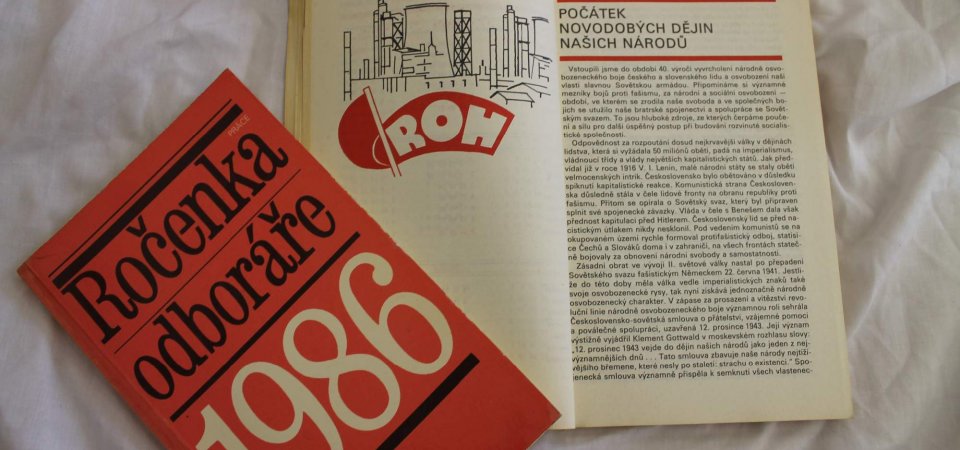 PRÁCE
Ročenka
odboráře
1986
ROH
POČÁTEK
NOVODOBÝCH DĚJIN
NAŠICH NÁRODŮ
Vstoupili jsme do období 40. výročí vyvrcholení národně osvo-
bozeneckého boje českého a slovenského lidu a osvobození naší
vlasti slavnou Sovětskou armádou. Připomínáme si významné
mezníky bojů proti fašismu, za národní a sociální osvobození —
období, ve kterém se zrodila naše svoboda a ve společných bo-
jích se utužilo naše bratrské spojenectví a spolupráce se Sovět-
ským svazem. To jsou hluboké zdroje, ze kterých čerpáme pouče-
ní a sílu pro další úspěšný postup při budování rozvinuté socialis-
tické společnosti.
Odpovědnost za rozpoutání dosud nejkrvavější války v dějinách
lidstva, která si vyžádala 50 miliónů obětí, padá na imperialismus,
vládnoucí třídy a vlády největších kapitalistických států. Jak před-
vídal již v roce 1916 V. I. Lenin, malé národní státy se staly obětí
velmocenských intrik. Československo bylo obětováno v důsledku
spiknutí kapitalistické reakce. Komunistická strana Českosloven-
ska důsledně stála v čele lidové fronty na obranu republiky proti
fašismu. Přitom se opírala o Sovětský svaz, který byl připraven
splnit své spojenecké závazky. Vláda v čele s Benešem dala však
přednost kapitulaci před Hitlerem. Československý lid se před na-
cistickým útlakem nikdy nesklonil. Pod vedením komunistů se na
okupovaném území rychle formoval protifašistický odboj, statisí-
ce Čechů a Slováků doma i v zahraničí, na všech frontách stateč-
ně bojovaly za obnovení národní svobody a samostatnosti.
Zásadní obrat ve vývoji II. světové války nastal po přepadení
Sovětského svazu fašistickým Německem 22. června 1941. Jestli-
že do této doby měla válka vedle imperialistických znaků také
svoje osvobozenecké rysy, tak nyní získává jednoznačně národně
osvobozenecký charakter. V zápase za prosazení a vítězství revo-
luční linie národně osvobozeneckého boje významnou roli sehrála
Československo-sovětská smlouva o přátelství, vzájemné pomoci
a poválečné spolupráci, uzavřená 12. prosince 1943. Její význam
výstižně vyjádřil Klement Gottwald v moskevském rozhlasu slovy:
„12. prosinec 1943 vejde do dějin našich národů jako jeden z nej-
významnějších dnů . . . Tato smlouva zbavuje naše národy nejtíži-
vějšího břemene, které nesly po staletí: strachu o existenci.“ Spo-
jenecká smlouva významně přispěla k semknutí všech vlastenec-